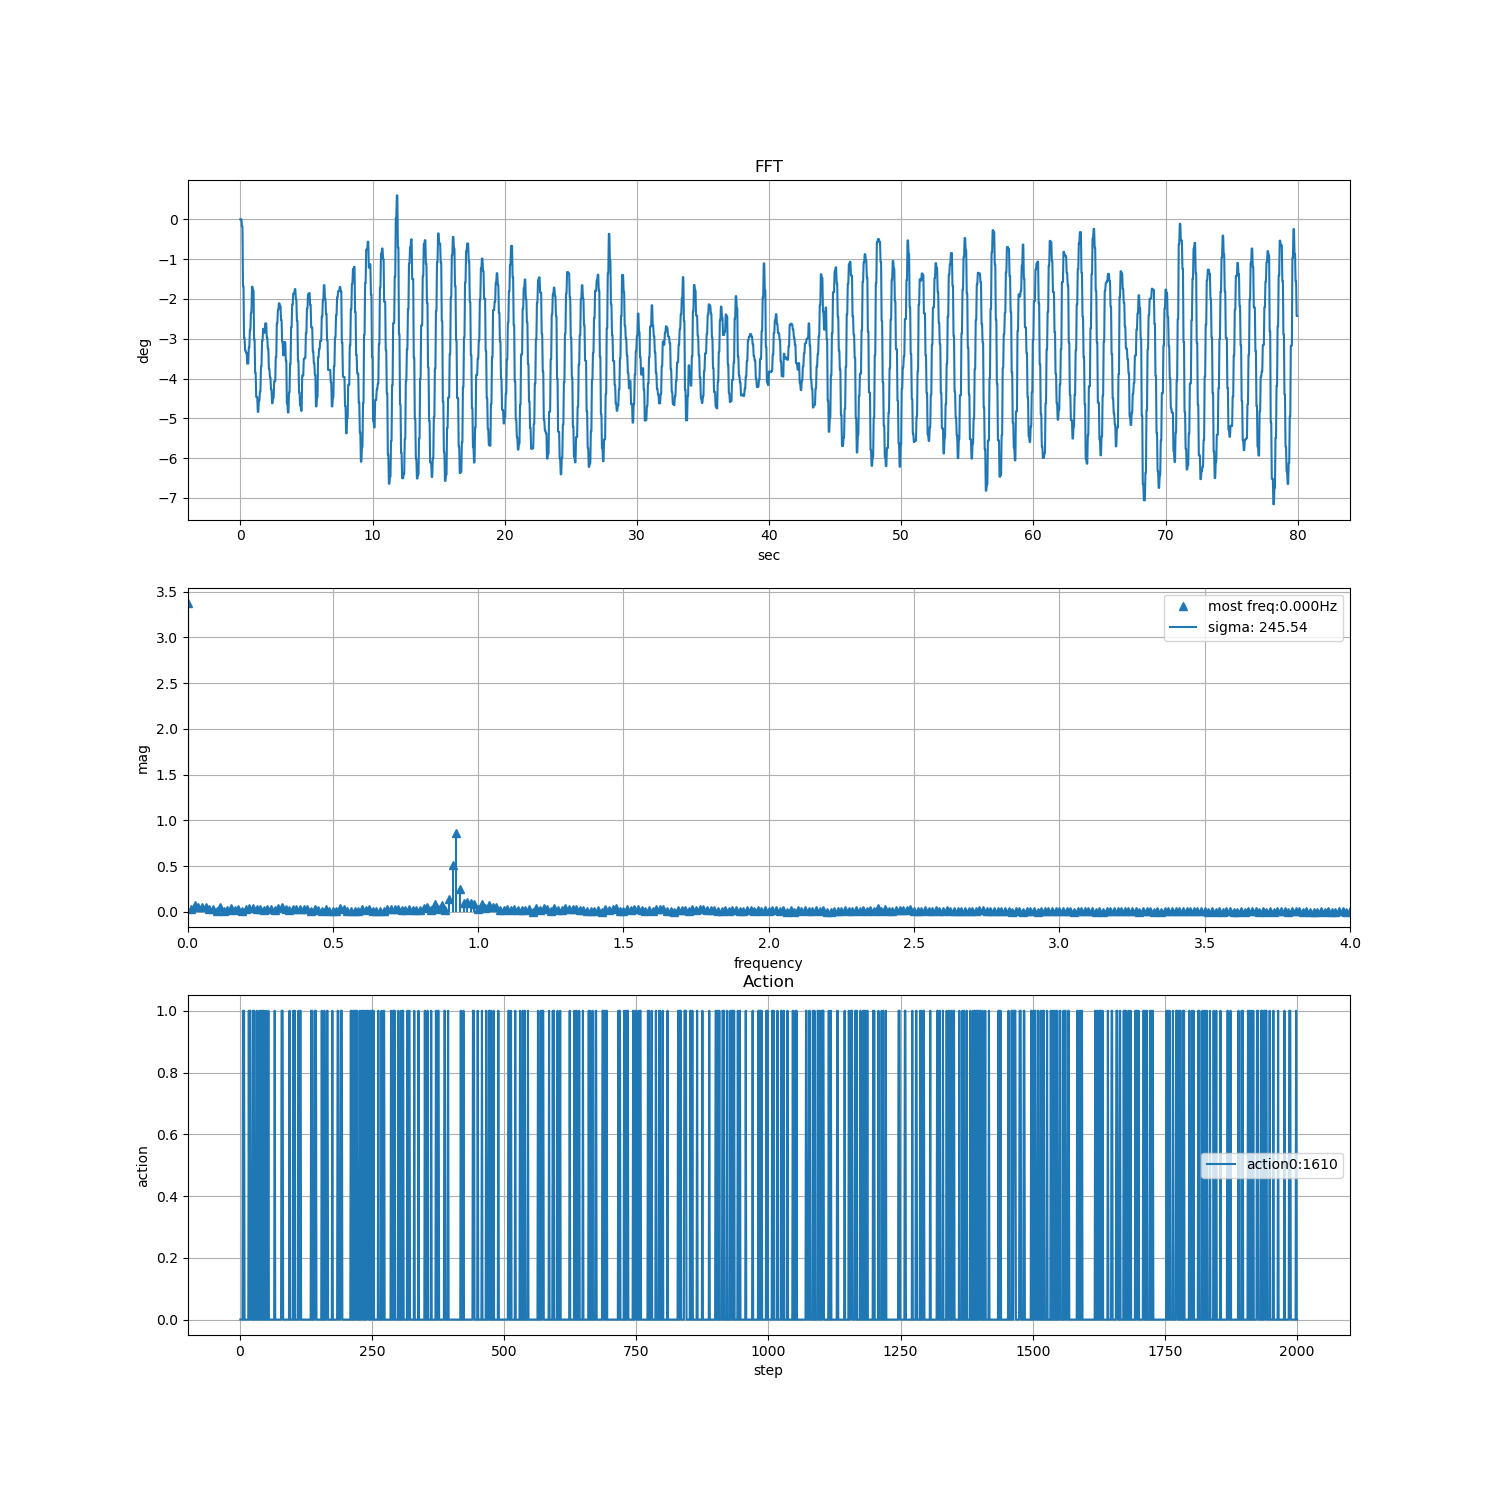 FFT
0
−1
−2
−3
−4
−5
−6
−7
deg
0 10 20 30 40 50 60 70 80
sec
3.5
3.0
2.5
2.0
1.5
1.0
0.5
0.0
mag
most freq:0.000Hz
sigma: 245.54
0.0 0.5 1.0 1.5 2.0 2.5 3.0 3.5 4.0
frequency
Action
1.0
0.8
0.6
0.4
0.2
0.0
action
action0:1610
0 250 500 750 1000 1250 1500 1750 2000
step